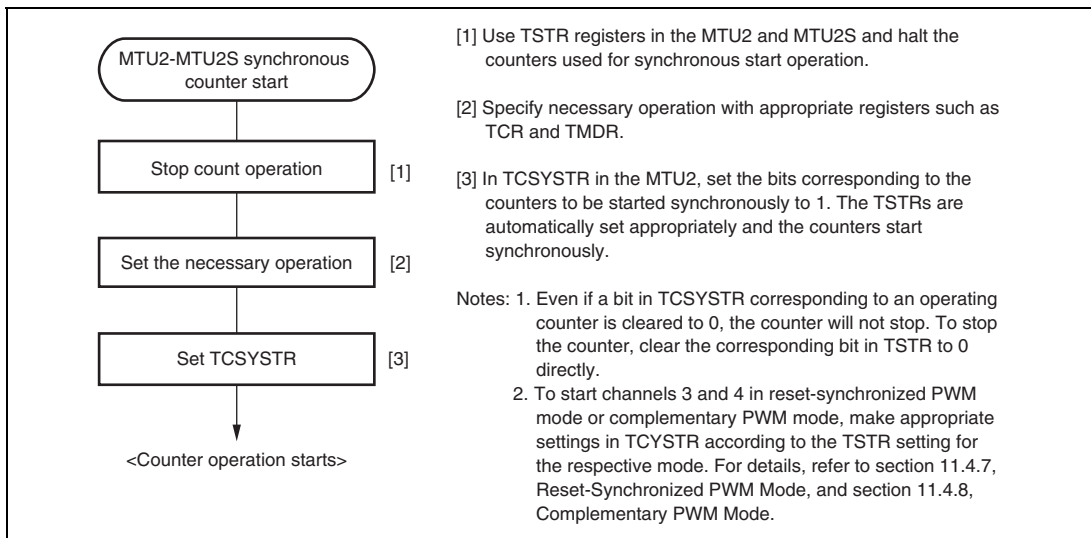 MTU2-MTU2S synchronous
counter start
Stop count operation
[1]
Set the necessary operation
[2]
Set TCSYSTR
[3]
<Counter operation starts>
[1] Use TSTR registers in the MTU2 and MTU2S and halt the
counters used for synchronous start operation.
[2] Specify necessary operation with appropriate registers such as
TCR and TMDR.
[3] In TCSYSTR in the MTU2, set the bits corresponding to the
counters to be started synchronously to 1. The TSTRs are
automatically set appropriately and the counters start
synchronously.
Notes: 1. Even if a bit in TCSYSTR corresponding to an operating
counter is cleared to 0, the counter will not stop. To stop
the counter, clear the corresponding bit in TSTR to 0
directly.
2. To start channels 3 and 4 in reset-synchronized PWM
mode or complementary PWM mode, make appropriate
settings in TCYSTR according to the TSTR setting for
the respective mode. For details, refer to section 11.4.7,
Reset-Synchronized PWM Mode, and section 11.4.8,
Complementary PWM Mode.